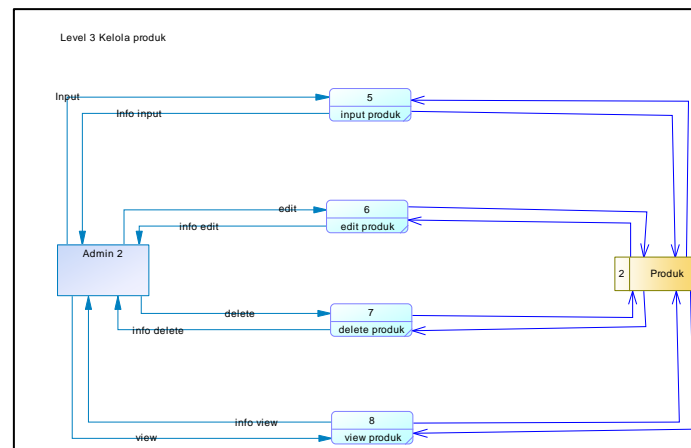 Level 3 Kelola produk
Input
5
Info input
input produk
edit
6
info edit
edit produk
Admin 2
2
Produk
delete
7
info delete
delete produk
info view
8
view
view produk